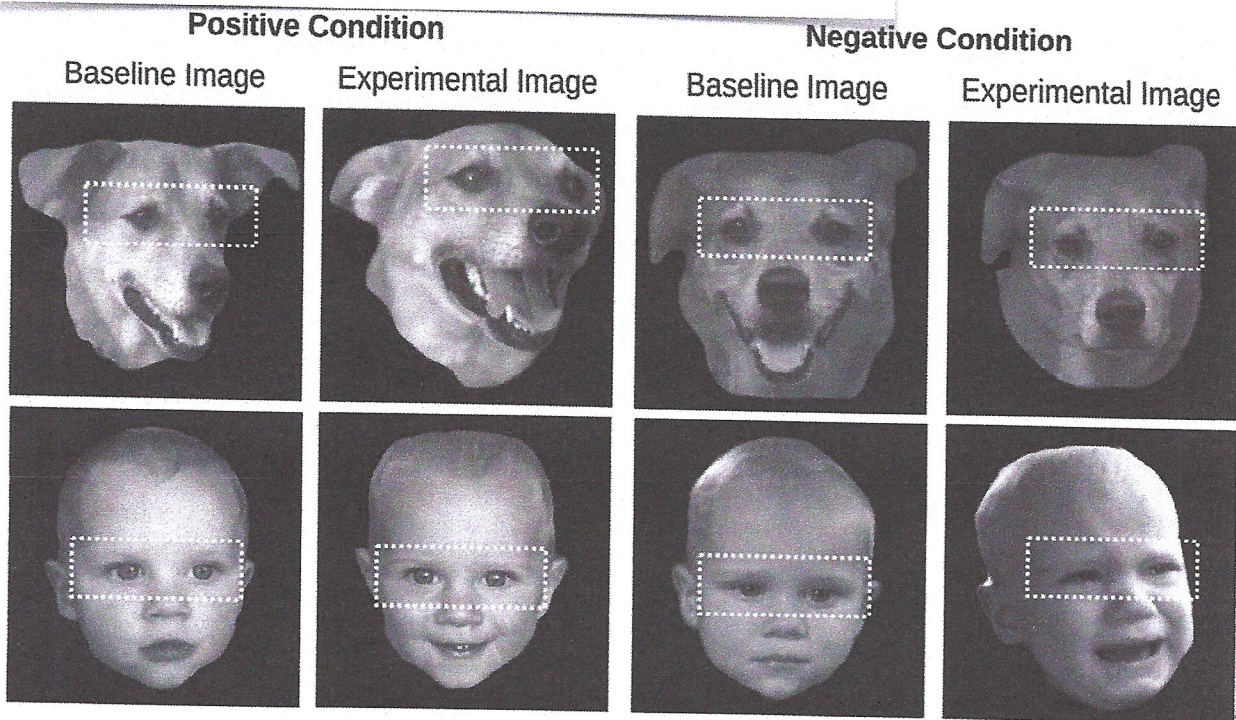 Positive Condition
Negative Condition
Baseline Image
Experimental Image
Baseline Image
Experimental Image